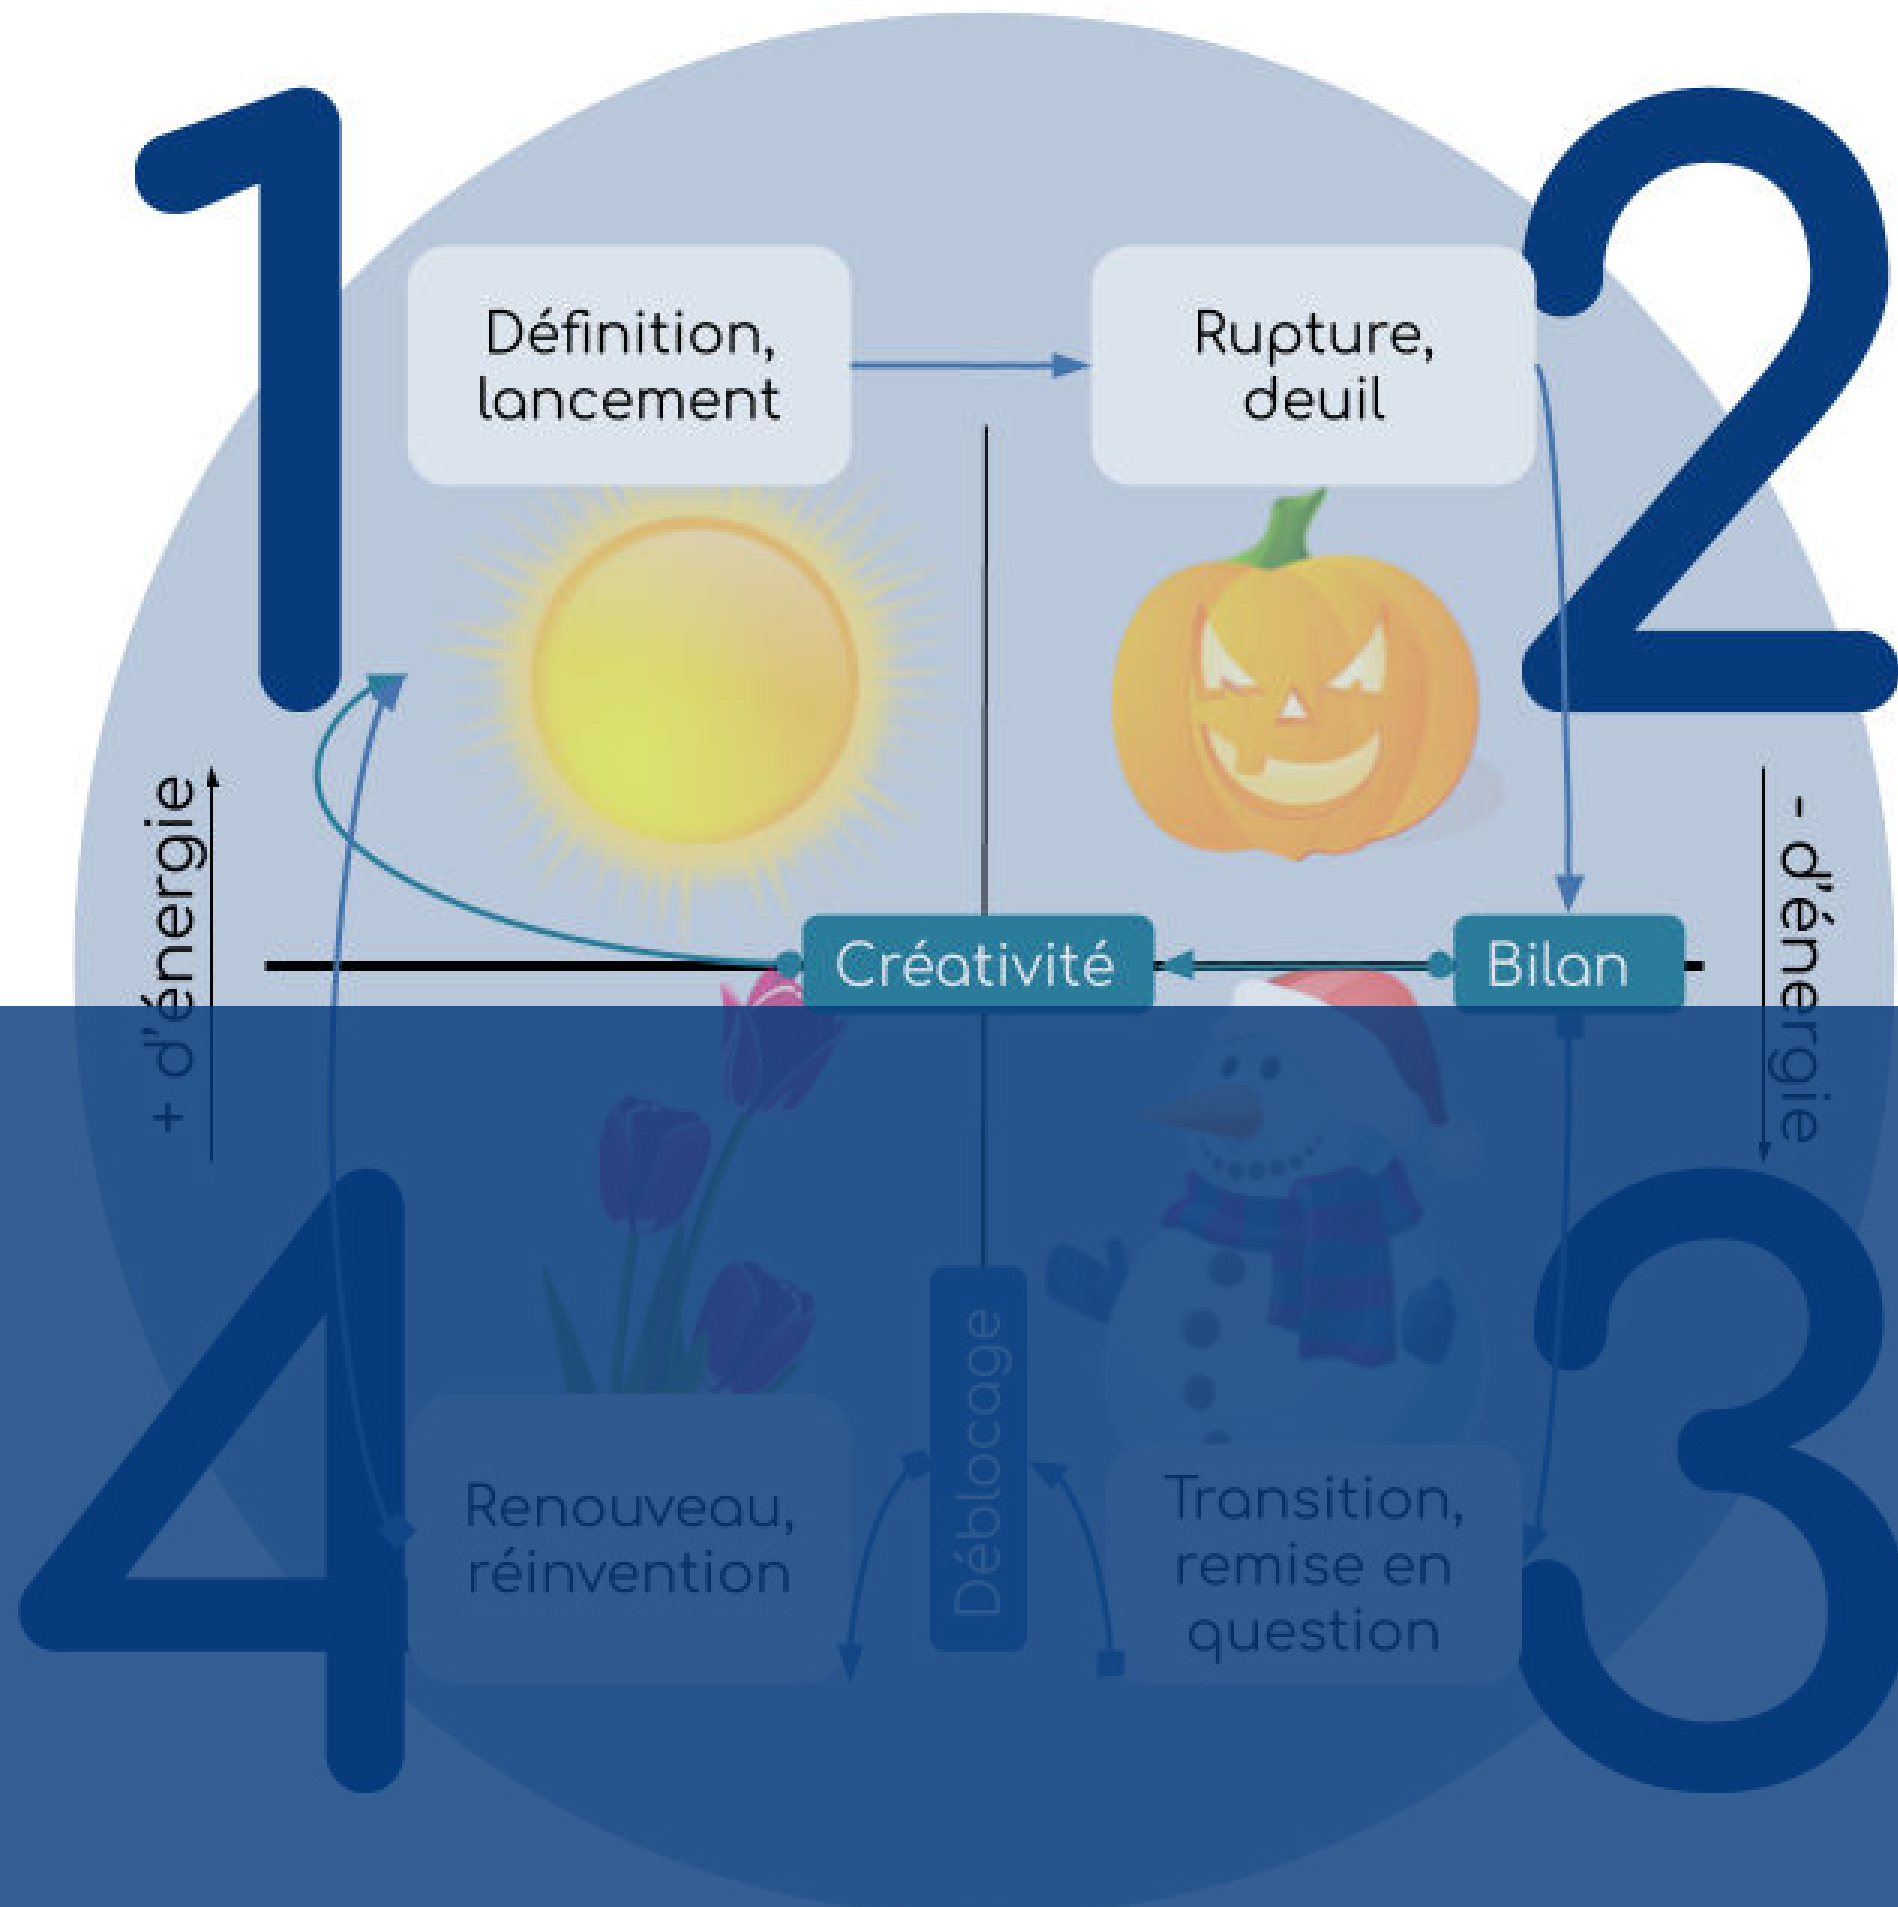 1
2
Définition,
lancement
Rupture,
deuil
+ d'énergie
- d'énergie
Créativité
Bilan
4
3
Déblocage
Renouveau,
réinvention
Transition,
remise en
question